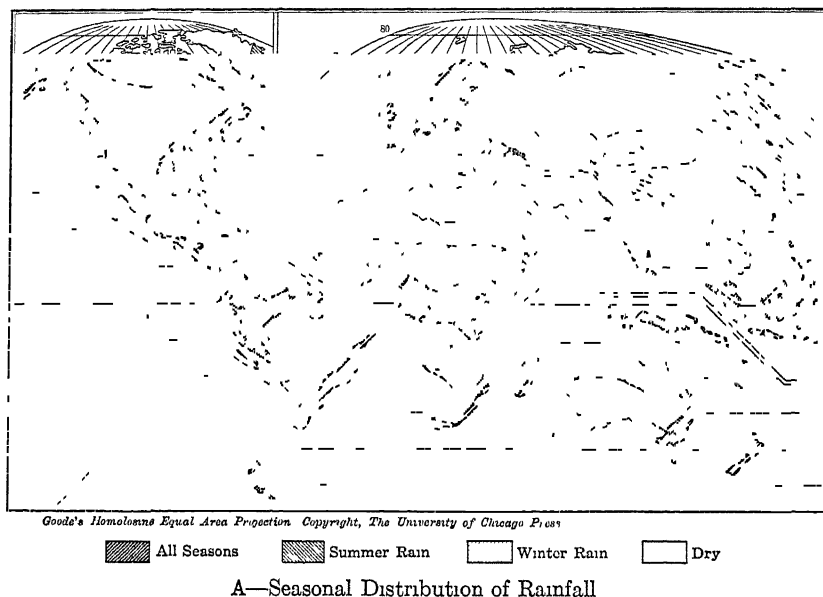 80
Goode's Homolosine Equal Area Projection Copyright, The University of Chicago Press
All Seasons Summer Rain Winter Rain Dry
A—Seasonal Distribution of Rainfall